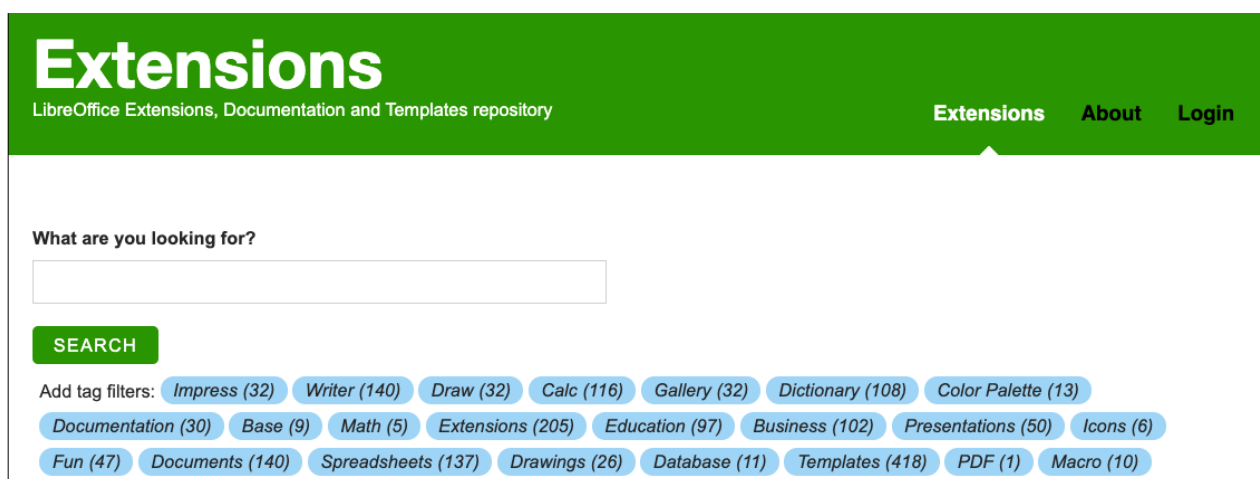 Extensions
LibreOffice Extensions, Documentation and Templates repository
Extensions About Login
What are you looking for?
SEARCH
Add tag filters: Impress (32) Writer (140) Draw (32) Calc (116) Gallery (32) Dictionary (108) Color Palette (13)
Documentation (30) Base (9) Math (5) Extensions (205) Education (97) Business (102) Presentations (50) Icons (6)
Fun (47) Documents (140) Spreadsheets (137) Drawings (26) Database (11) Templates (418) PDF (1) Macro (10)